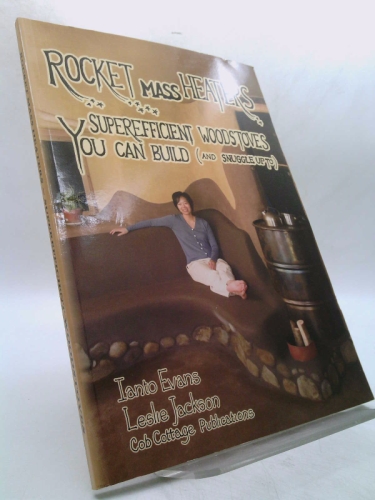 ROCKET MASS HEATERS
SUPEREFFICIENT WOODSTOVES
YOU CAN BUILD (AND SNUGGLE UP TO)
Ianto Evans
Leslie Jackson
Cob Cottage Publications